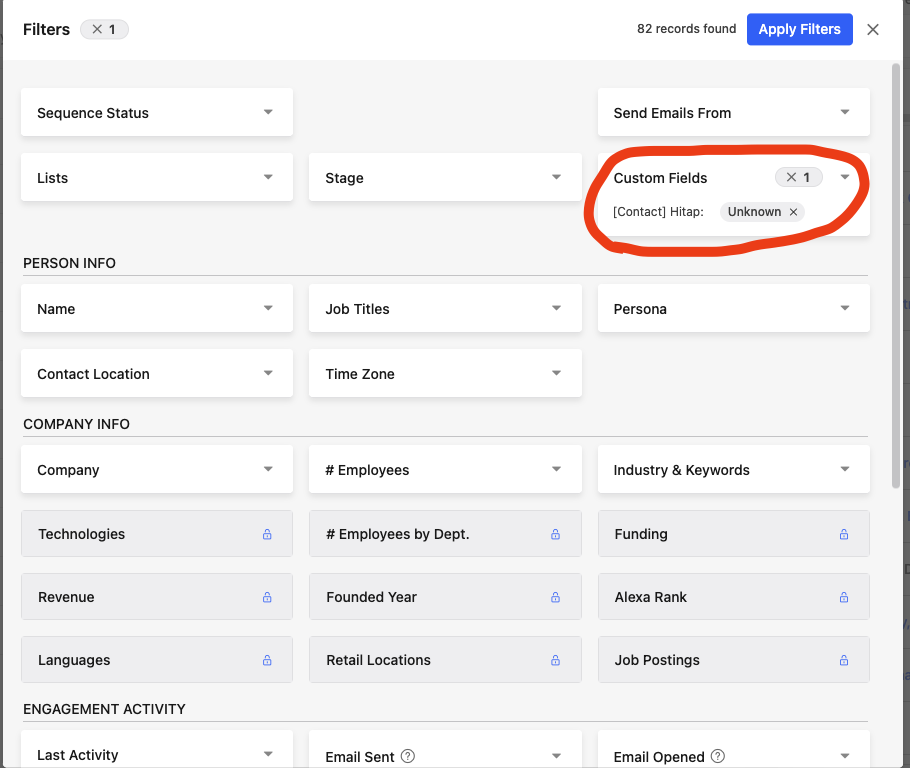 Filters × 1
82 records found
Apply Filters
Sequence Status
Send Emails From
Lists
Stage
Custom Fields × 1
[Contact] Hitap: Unknown ×
PERSON INFO
Name
Job Titles
Persona
Contact Location
Time Zone
COMPANY INFO
Company
# Employees
Industry & Keywords
Technologies
# Employees by Dept.
Funding
Revenue
Founded Year
Alexa Rank
Languages
Retail Locations
Job Postings
ENGAGEMENT ACTIVITY
Last Activity
Email Sent ?
Email Opened ?